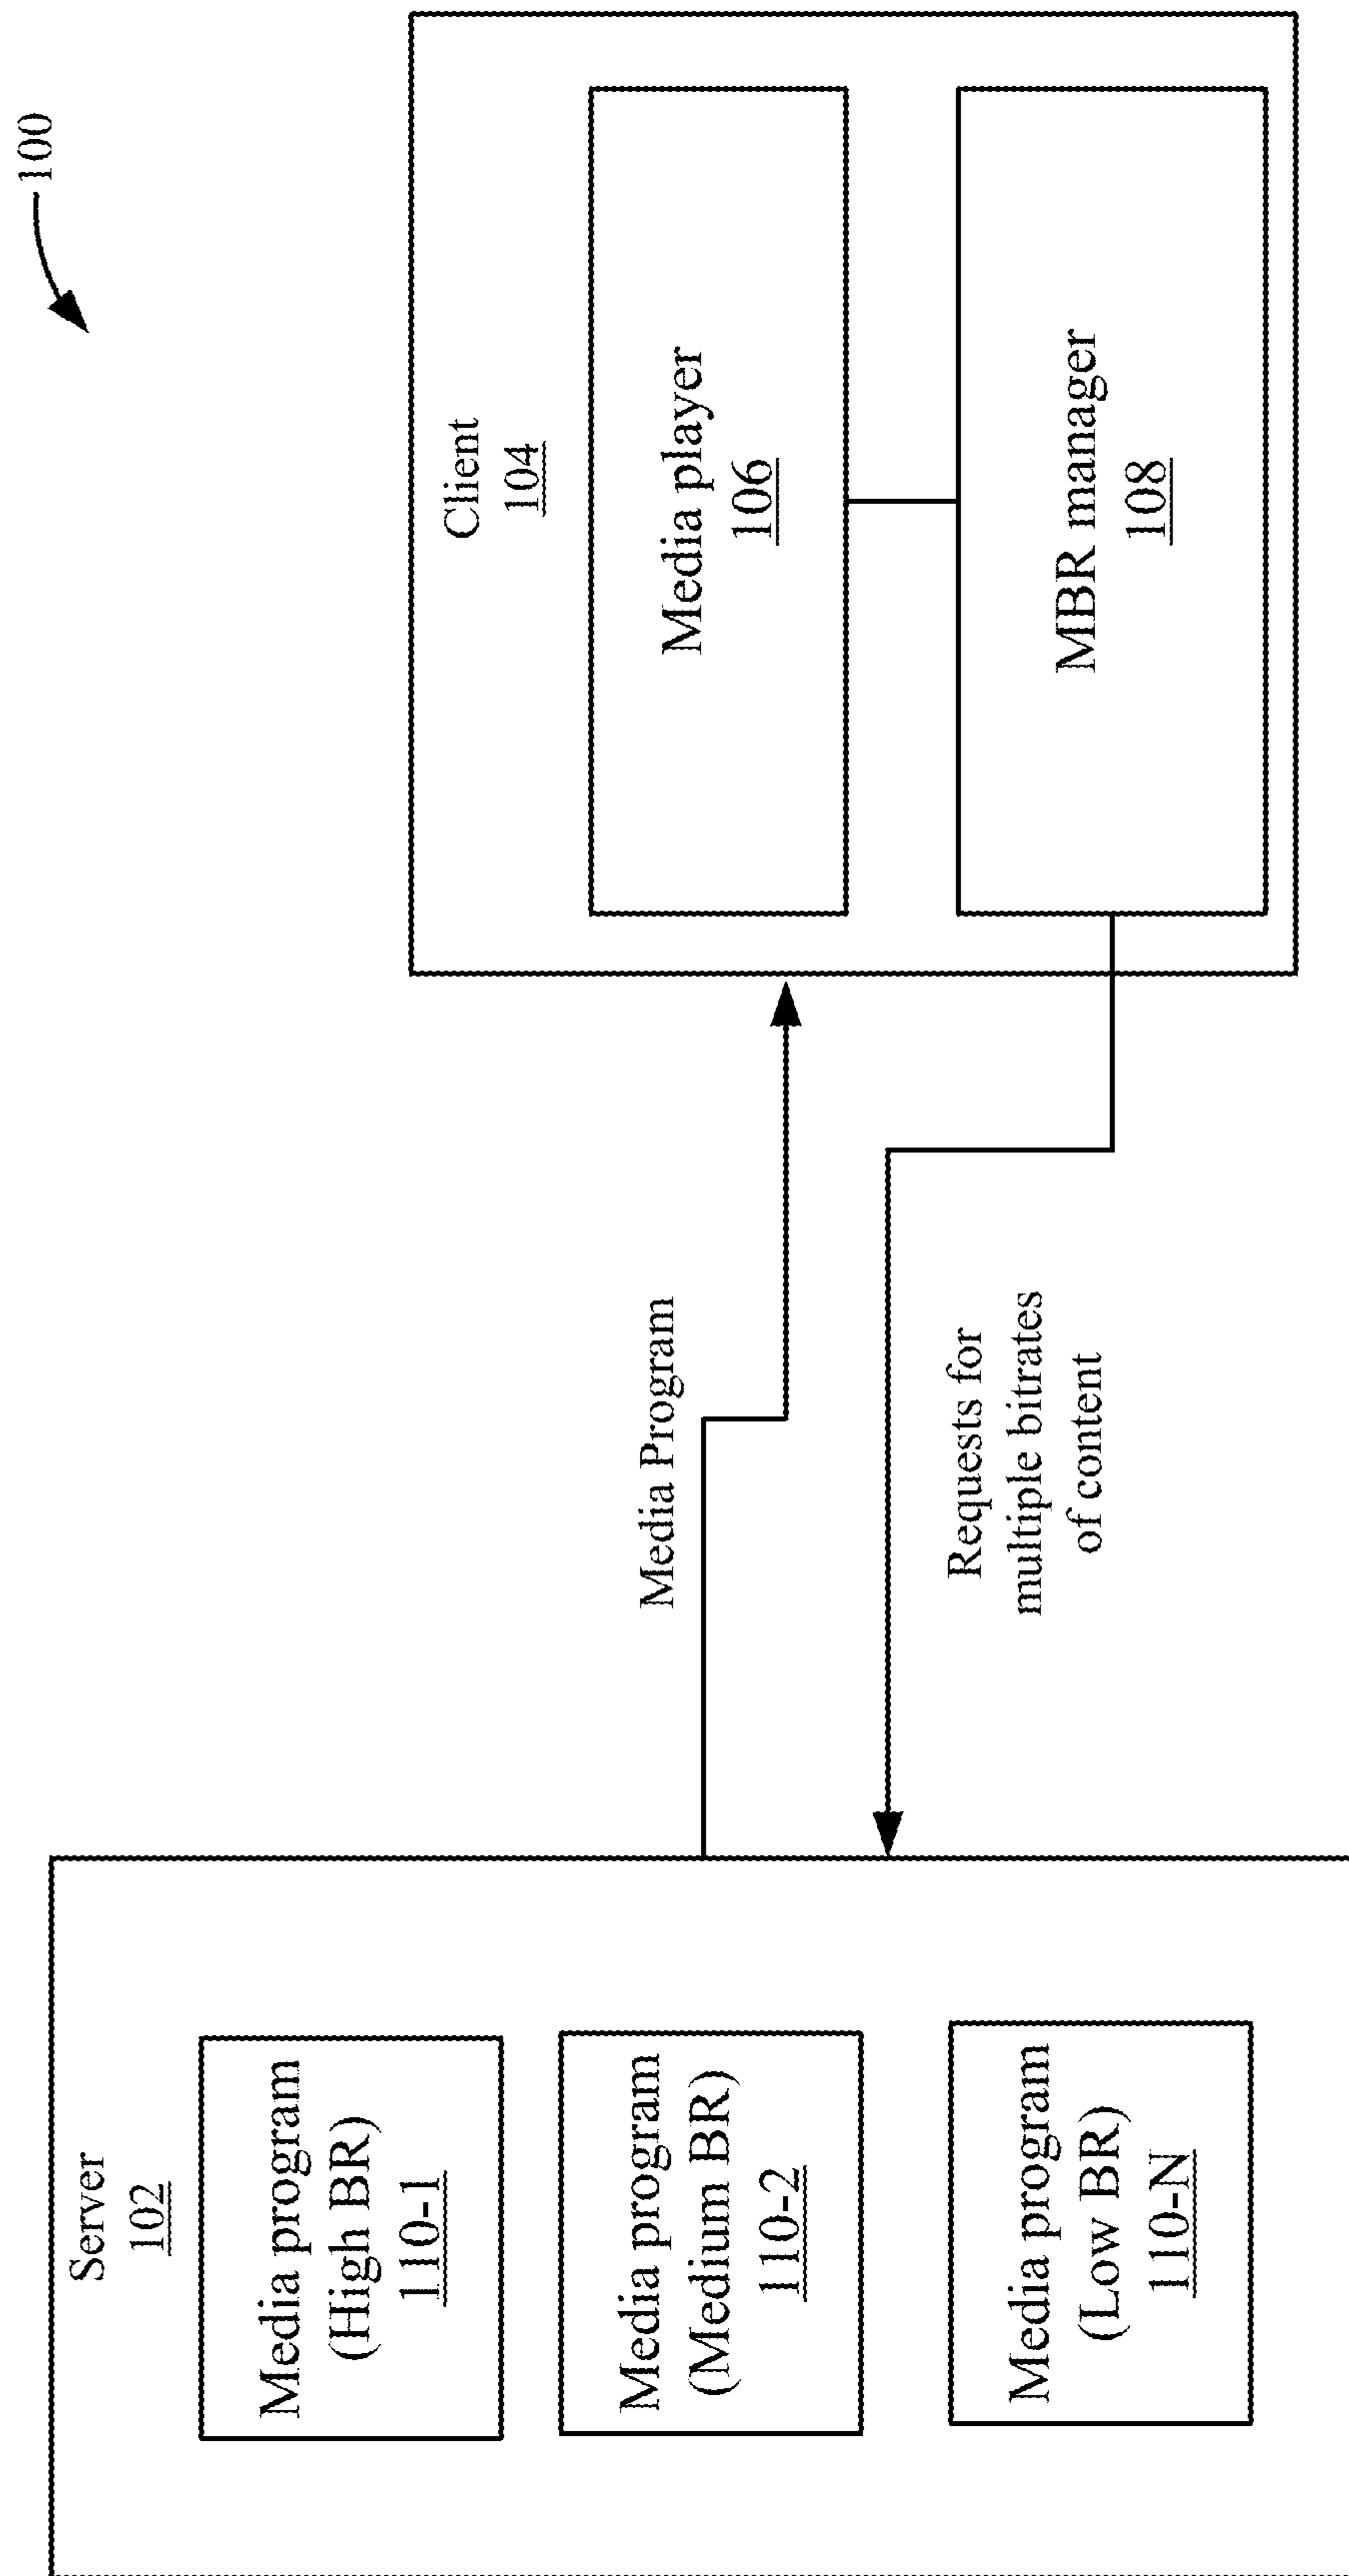 100
Server
102
Media program
(High BR)
110-1
Media program
(Medium BR)
110-2
Media program
(Low BR)
110-N
Media Program
Requests for
multiple bitrates
of content
Client
104
Media player
106
MBR manager
108